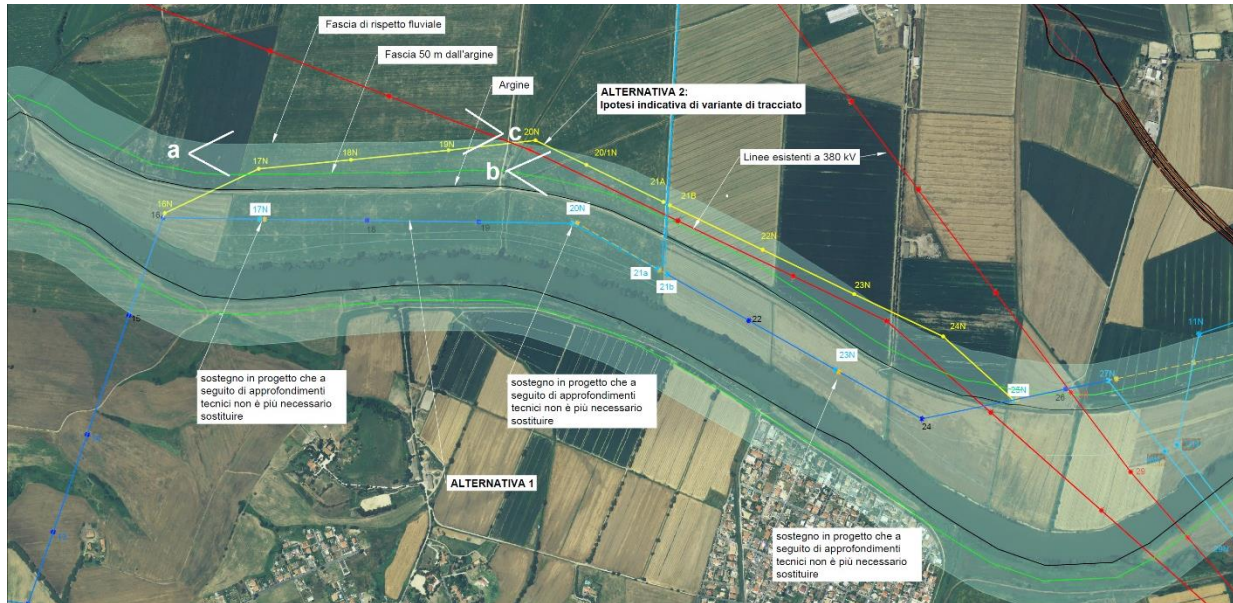 Fascia di rispetto fluviale
Fascia 50 m dall'argine
Argine
ALTERNATIVA 2:
Ipotesi indicativa di variante di tracciato
Linee esistenti a 380 kV
a
b
c
16N
17N
18N
19N
20N
20/1N
21A
21B
22N
23N
24N
25N
16
17N
18
19
20N
21a
21b
22
23N
24
26
27N
11N
28
29N
15
sostegno in progetto che a
seguito di approfondimenti
tecnici non è più necessario
sostituire
sostegno in progetto che a
seguito di approfondimenti
tecnici non è più necessario
sostituire
ALTERNATIVA 1
sostegno in progetto che a
seguito di approfondimenti
tecnici non è più necessario
sostituire